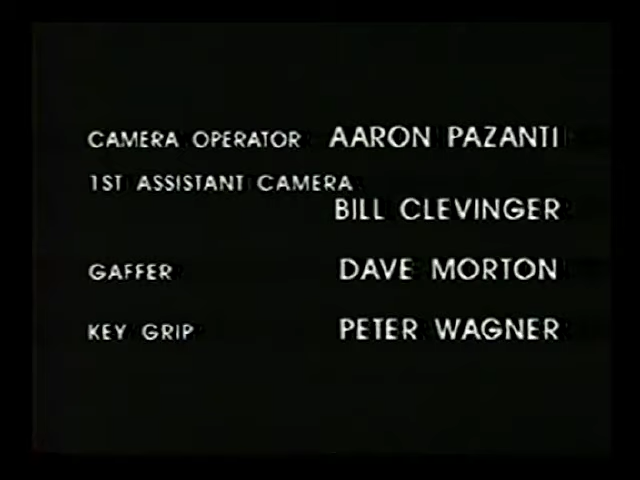 CAMERA OPERATOR AARON PAZANTI
1ST ASSISTANT CAMERA
BILL CLEVINGER
GAFFER DAVE MORTON
KEY GRIP PETER WAGNER